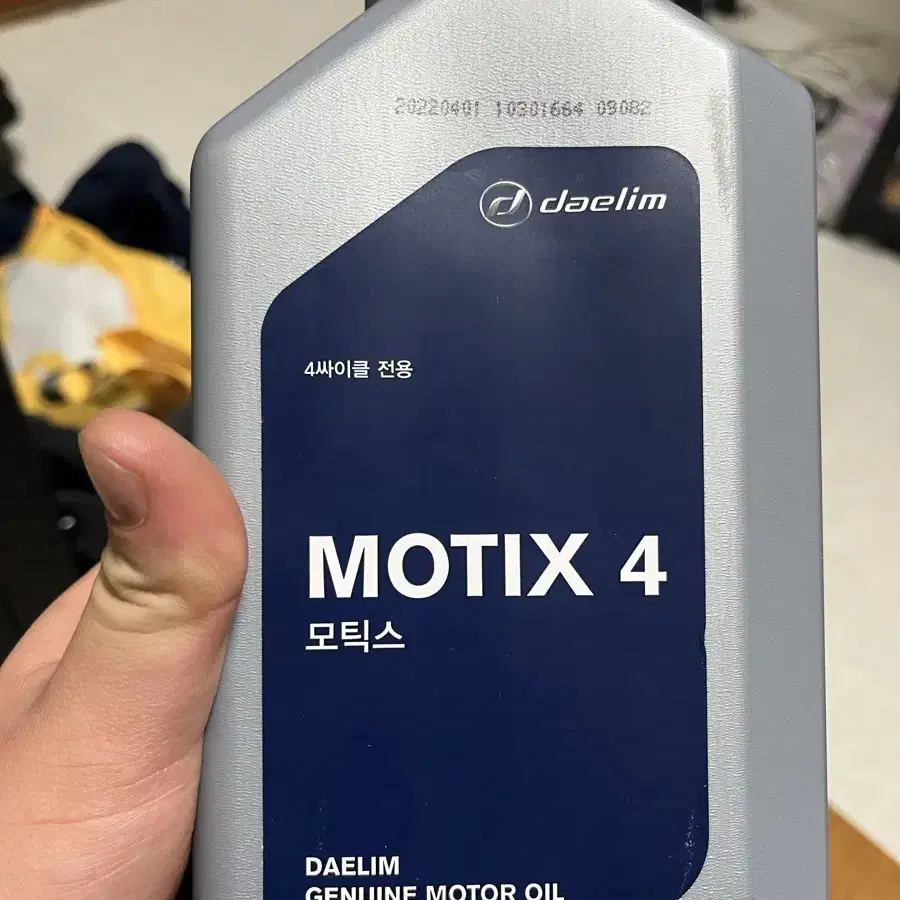 20220401 10301664 09082
daelim
4싸이클 전용
MOTIX 4
모틱스
DAELIM
GENUINE MOTOR OIL